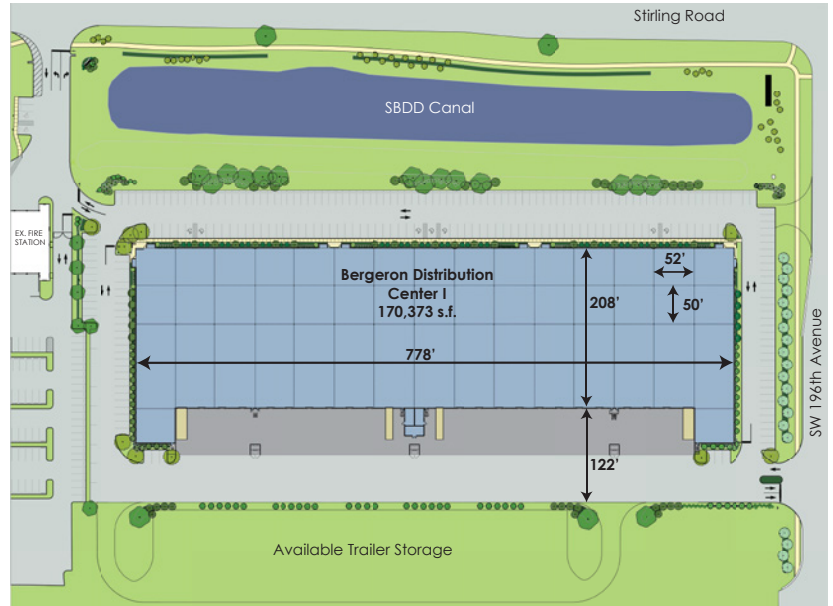 Stirling Road
SBDD Canal
EX. FIRE
STATION
Bergeron Distribution
Center I
170,373 s.f.
52'
50'
208'
778'
122'
SW 196th Avenue
Available Trailer Storage